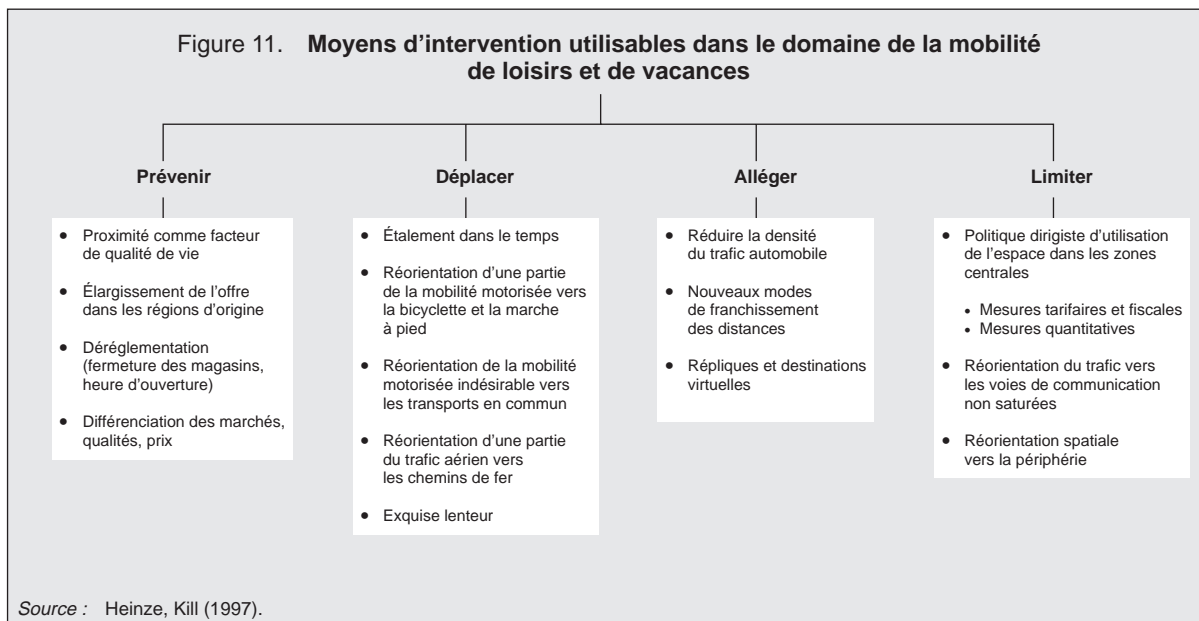 Figure 11. Moyens d'intervention utilisables dans le domaine de la mobilité
de loisirs et de vacances
Prévenir
• Proximité comme facteur
de qualité de vie
• Élargissement de l'offre
dans les régions d'origine
• Déréglementation
(fermeture des magasins,
heure d'ouverture)
• Différenciation des marchés,
qualités, prix
Déplacer
• Étalement dans le temps
• Réorientation d'une partie
de la mobilité motorisée vers
la bicyclette et la marche
à pied
• Réorientation de la mobilité
motorisée indésirable vers
les transports en commun
• Réorientation d'une partie
du trafic aérien vers
les chemins de fer
• Exquise lenteur
Alléger
• Réduire la densité
du trafic automobile
• Nouveaux modes
de franchissement
des distances
• Répliques et destinations
virtuelles
Limiter
• Politique dirigiste d'utilisation
de l'espace dans les zones
centrales
• Mesures tarifaires et fiscales
• Mesures quantitatives
• Réorientation du trafic vers
les voies de communication
non saturées
• Réorientation spatiale
vers la périphérie
Source : Heinze, Kill (1997).